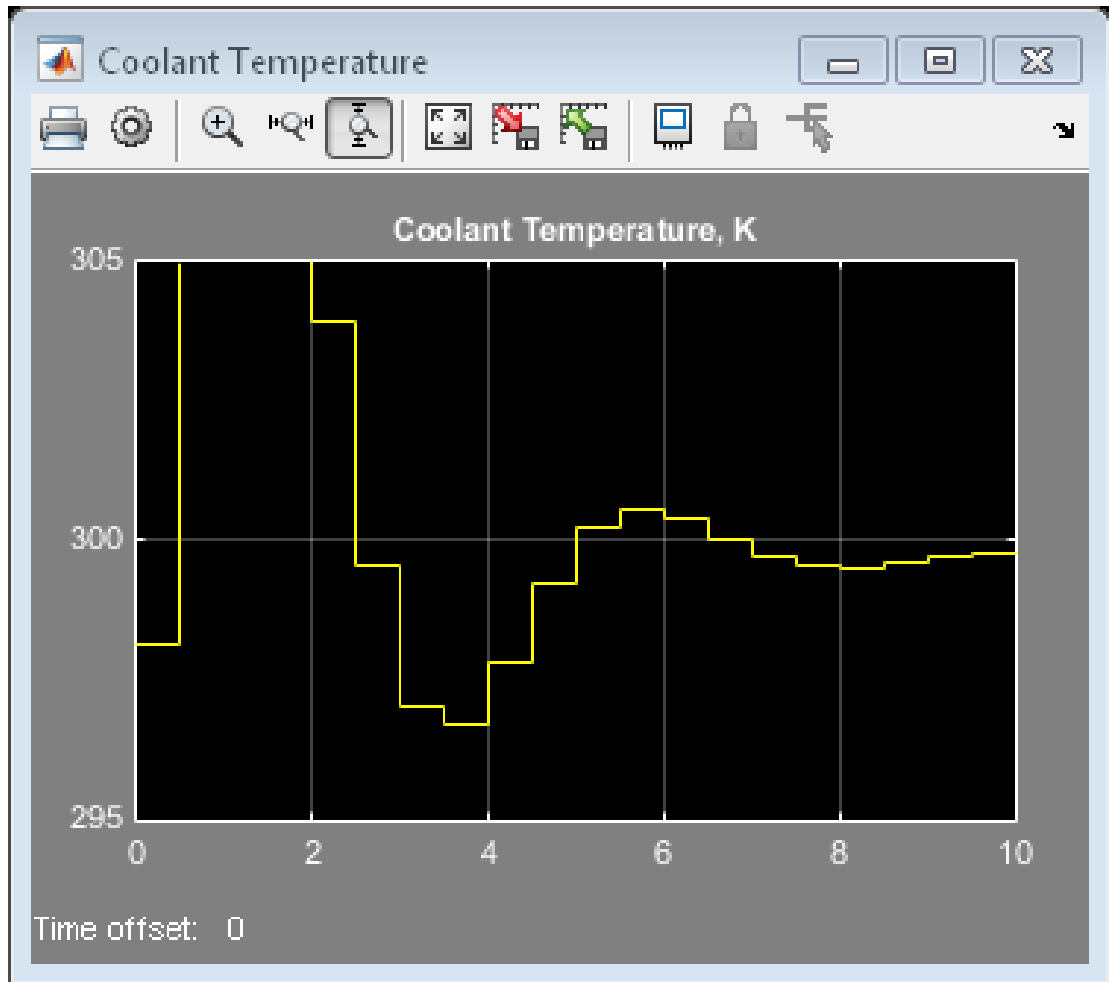 Coolant Temperature
Coolant Temperature, K
305
300
295
0 2 4 6 8 10
Time offset: 0